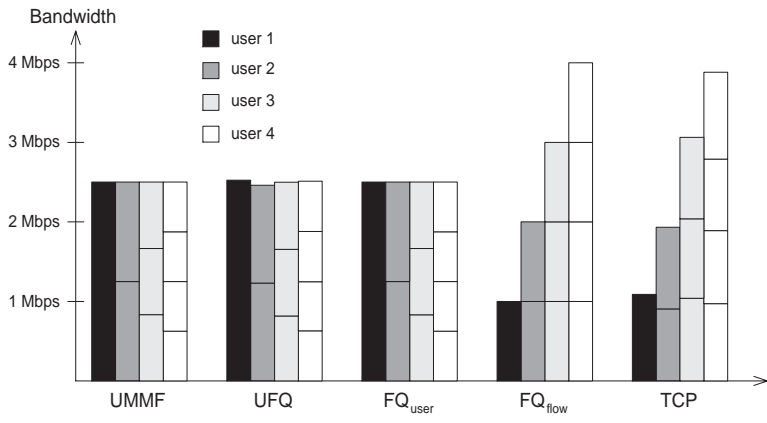 Bandwidth
user 1
4 Mbps
user 2
user 3
user 4
3 Mbps
2 Mbps
1 Mbps
UMMF
UFQ
FQuser
FQflow
TCP